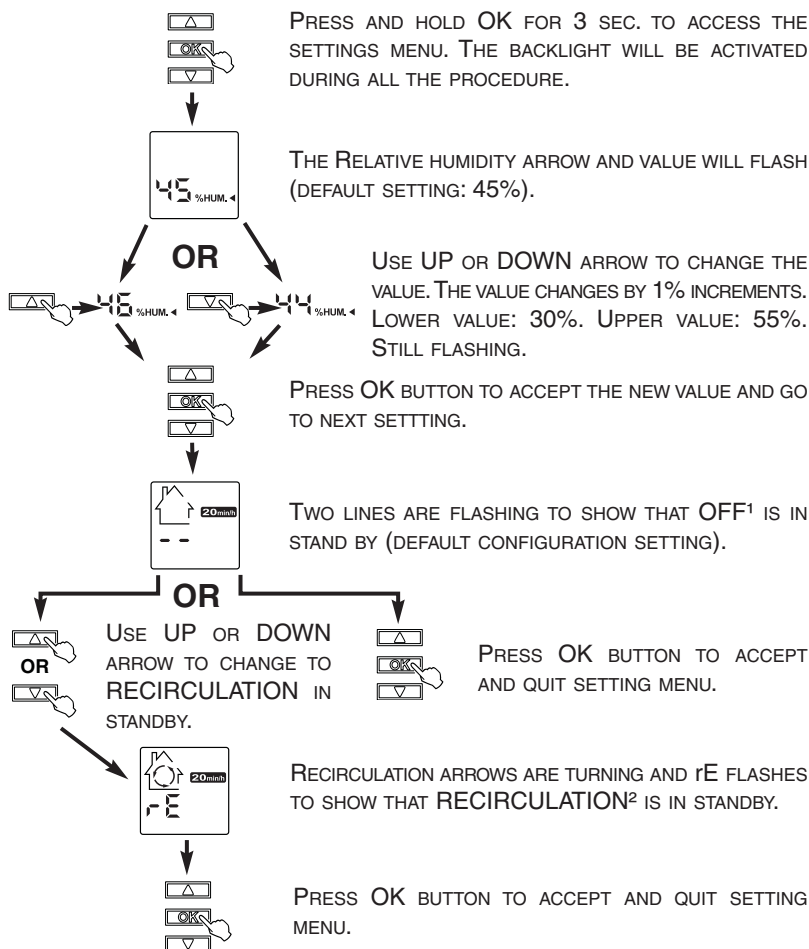 OK
PRESS AND HOLD OK FOR 3 SEC. TO ACCESS THE
SETTINGS MENU. THE BACKLIGHT WILL BE ACTIVATED
DURING ALL THE PROCEDURE.
45 %HUM.
THE RELATIVE HUMIDITY ARROW AND VALUE WILL FLASH
(DEFAULT SETTING: 45%).
OR
46 %HUM.
44 %HUM.
USE UP OR DOWN ARROW TO CHANGE THE
VALUE. THE VALUE CHANGES BY 1% INCREMENTS.
LOWER VALUE: 30%. UPPER VALUE: 55%.
STILL FLASHING.
OK
PRESS OK BUTTON TO ACCEPT THE NEW VALUE AND GO
TO NEXT SETTTING.
20min/h
- -
TWO LINES ARE FLASHING TO SHOW THAT OFF¹ IS IN
STAND BY (DEFAULT CONFIGURATION SETTING).
OR
OR
USE UP OR DOWN
ARROW TO CHANGE TO
RECIRCULATION IN
STANDBY.
OK
PRESS OK BUTTON TO ACCEPT
AND QUIT SETTING MENU.
20min/h
rE
RECIRCULATION ARROWS ARE TURNING AND rE FLASHES
TO SHOW THAT RECIRCULATION² IS IN STANDBY.
OK
PRESS OK BUTTON TO ACCEPT AND QUIT SETTING
MENU.